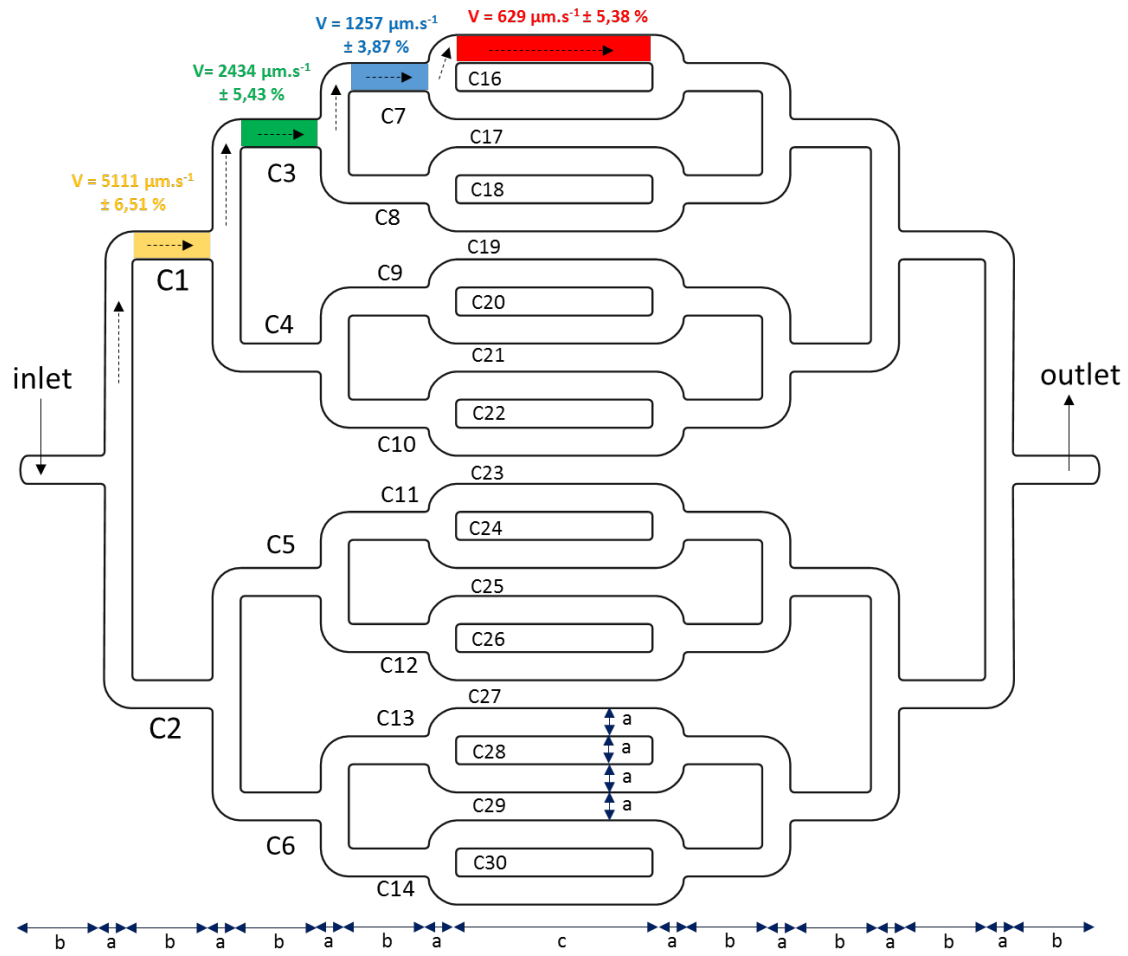 V = 629 µm.s-1 ± 5,38 %
V = 1257 µm.s-1
± 3,87 %
V= 2434 µm.s-1
± 5,43 %
V = 5111 µm.s-1
± 6,51 %
C16
C7
C17
C3
C18
C8
C19
C1
C9
C20
C4
C21
inlet
outlet
C22
C10
C23
C11
C24
C5
C25
C26
C12
C27
C2
C13
a
C28
a
a
C29
a
C6
C30
C14
b a b a b a b a c a b a b a b a b